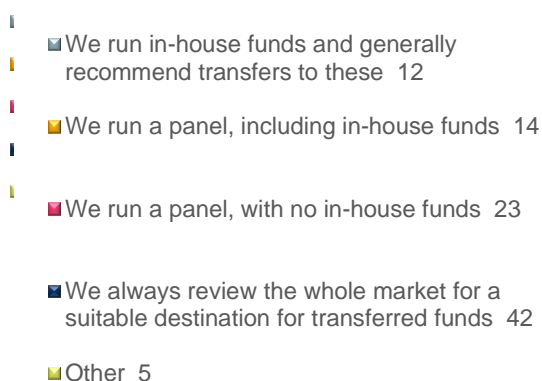 We run in-house funds and generally
recommend transfers to these 12
We run a panel, including in-house funds 14
We run a panel, with no in-house funds 23
We always review the whole market for a
suitable destination for transferred funds 42
Other 5